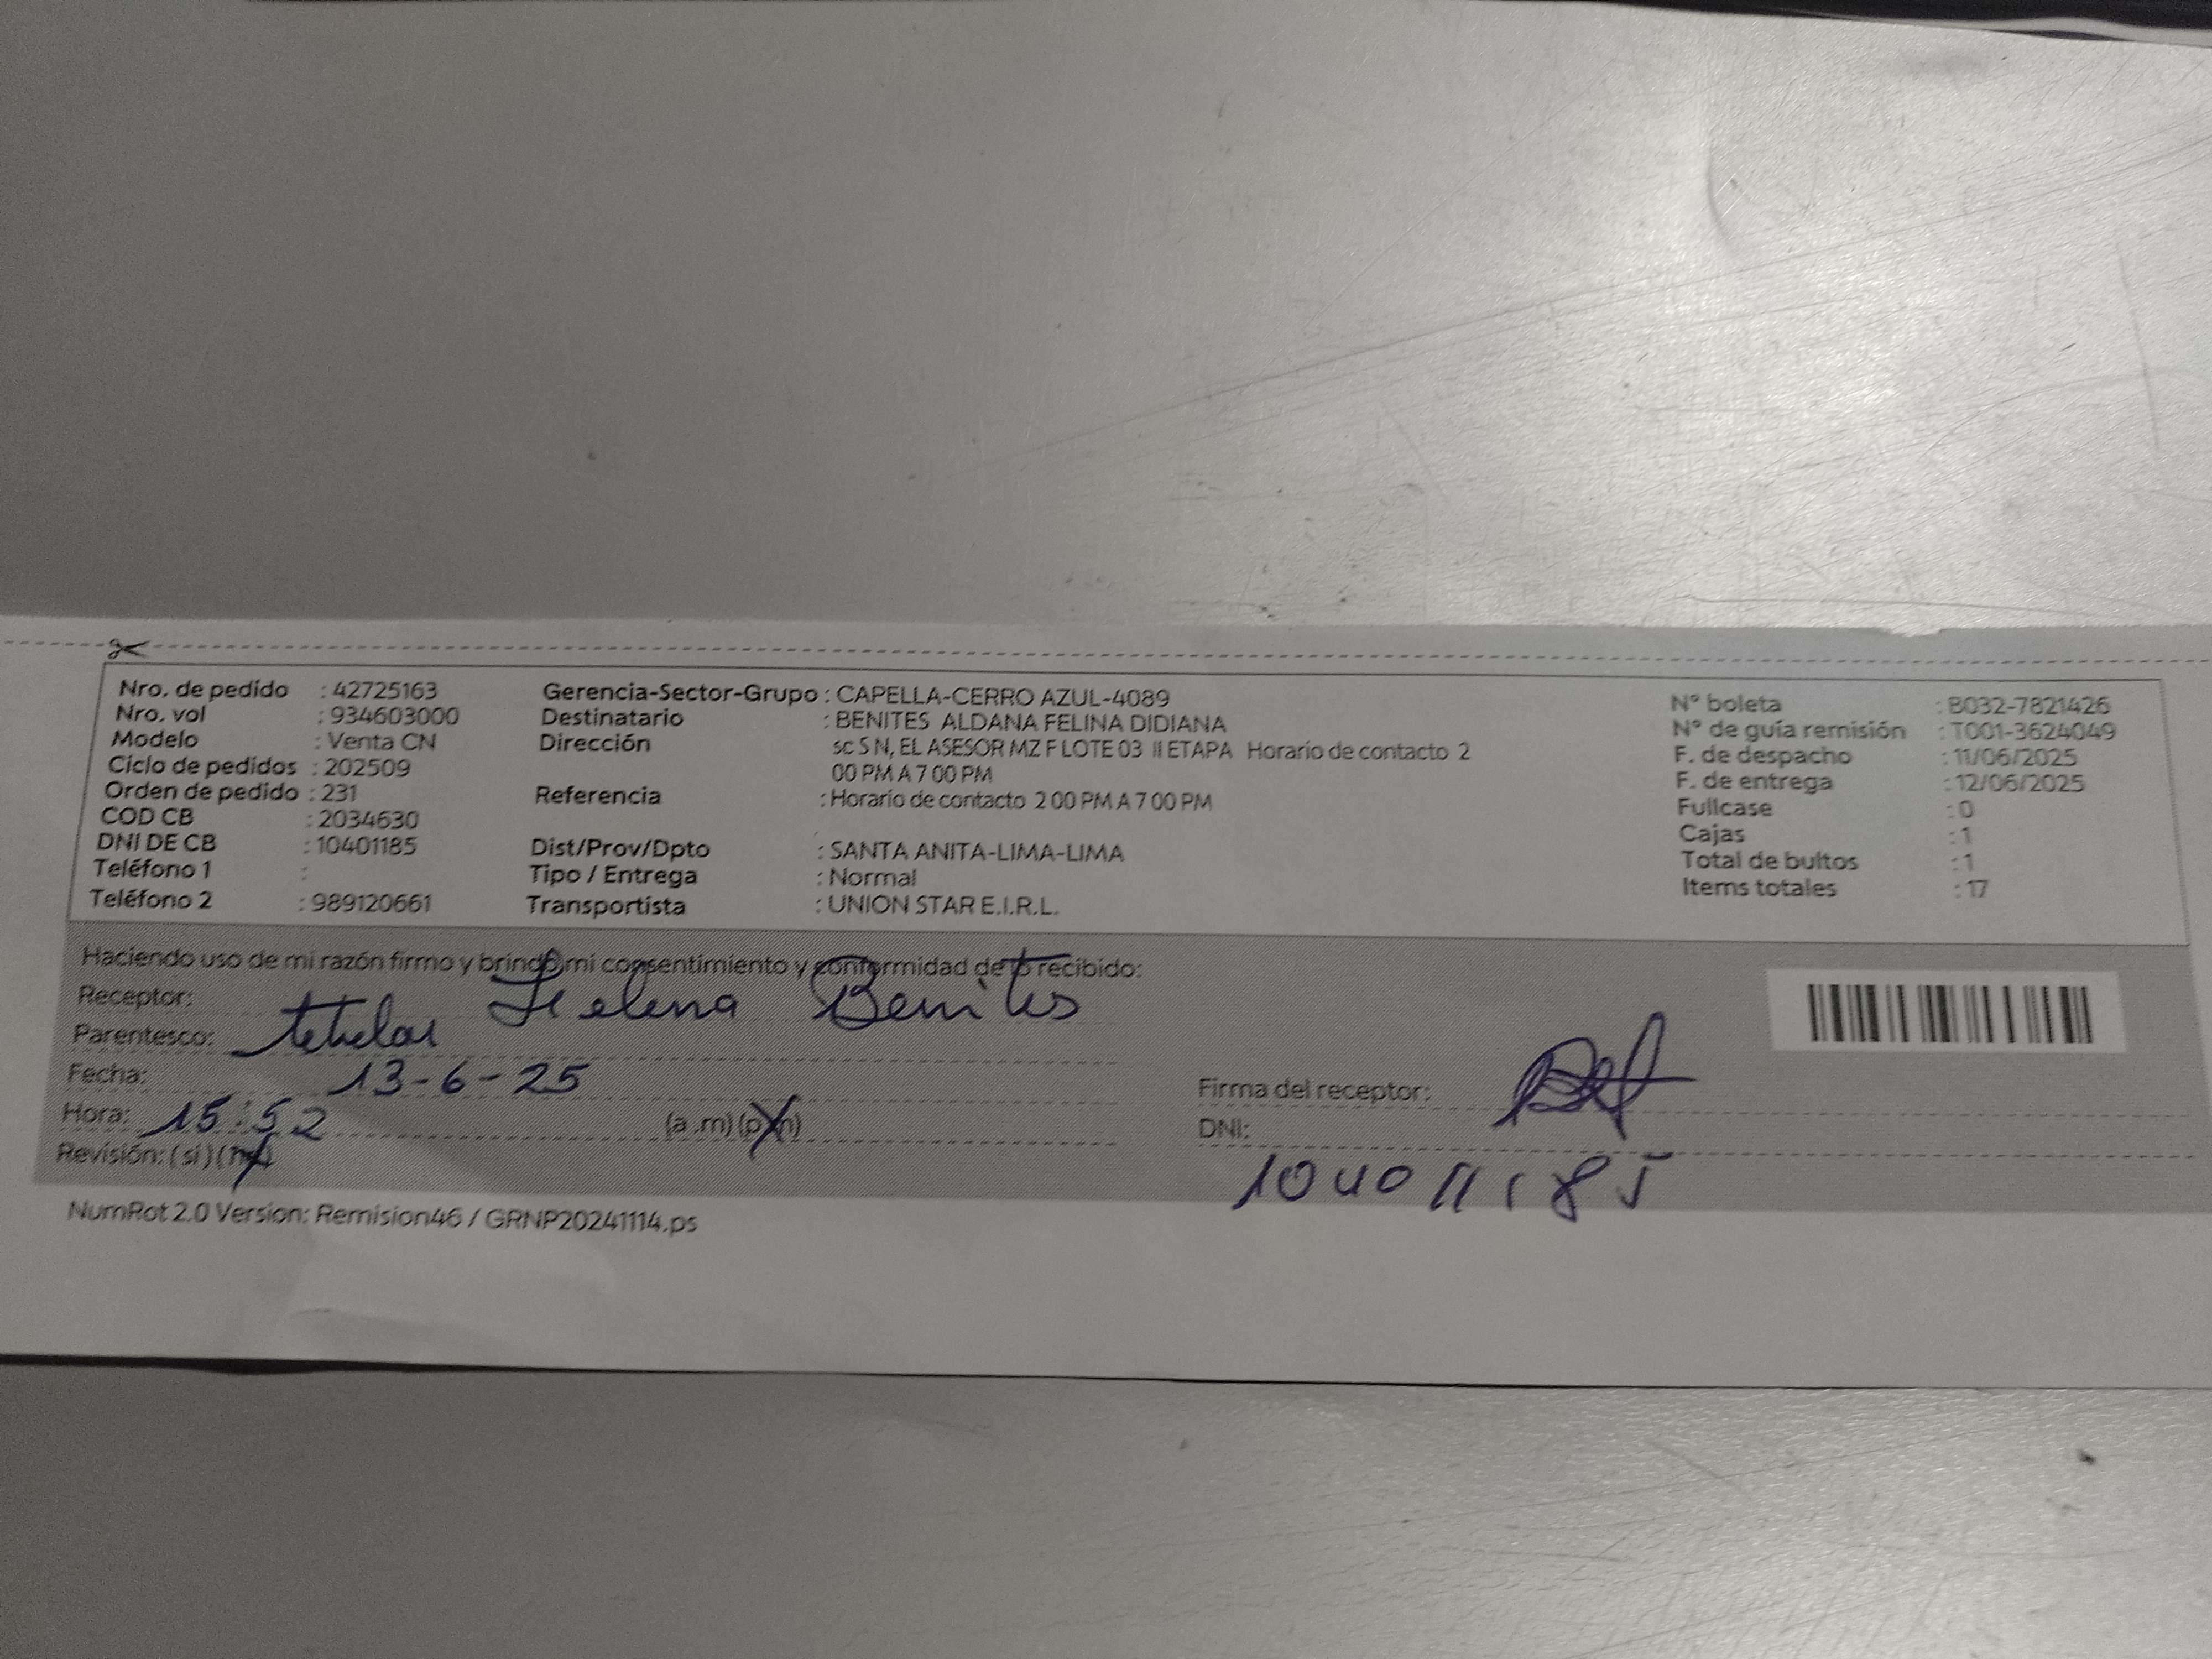 Nro. de pedido : 42725163
Nro. vol : 934603000
Modelo : Venta CN
Ciclo de pedidos : 202509
Orden de pedido : 231
COD CB : 2034630
DNI DE CB : 10401185
Teléfono 1 :
Teléfono 2 : 989120661
Gerencia-Sector-Grupo : CAPELLA-CERRO AZUL-4089
Destinatario : BENITES ALDANA FELINA DIDIANA
Dirección sc S N, EL ASESOR MZ F LOTE 03 II ETAPA Horario de contacto 2
00 PM A 7 00 PM
Referencia : Horario de contacto 2 00 PM A 7 00 PM
Dist/Prov/Dpto : SANTA ANITA-LIMA-LIMA
Tipo / Entrega : Normal
Transportista : UNION STAR E.I.R.L.
N° boleta : B032-7821426
N° de guía remisión : T001-3624049
F. de despacho : 11/06/2025
F. de entrega : 12/06/2025
Fullcase : 0
Cajas : 1
Total de bultos : 1
Items totales : 17
Haciendo uso de mi razón firmo y brindo mi consentimiento y conformidad de lo recibido:
Receptor: Benites
Parentesco:
Fecha: 13-6-25
Hora: 15:52 (a .m) (p.m)
Revisión: (si) (no)
Firma del receptor:
DNI:
10401185
NumRot 2.0 Version: Remision46 / GRNP20241114.ps